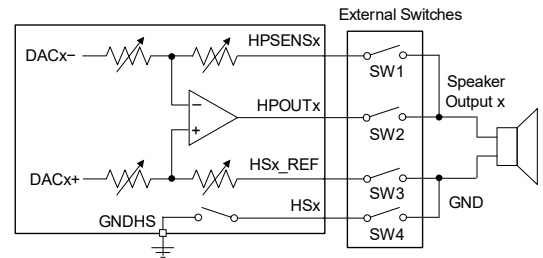 External Switches
HPSENSx
DACx−
SW1
Speaker
Output x
HPOUTx
−
+
SW2
HSx_REF
DACx+
SW3
GND
HSx
GNDHS
SW4